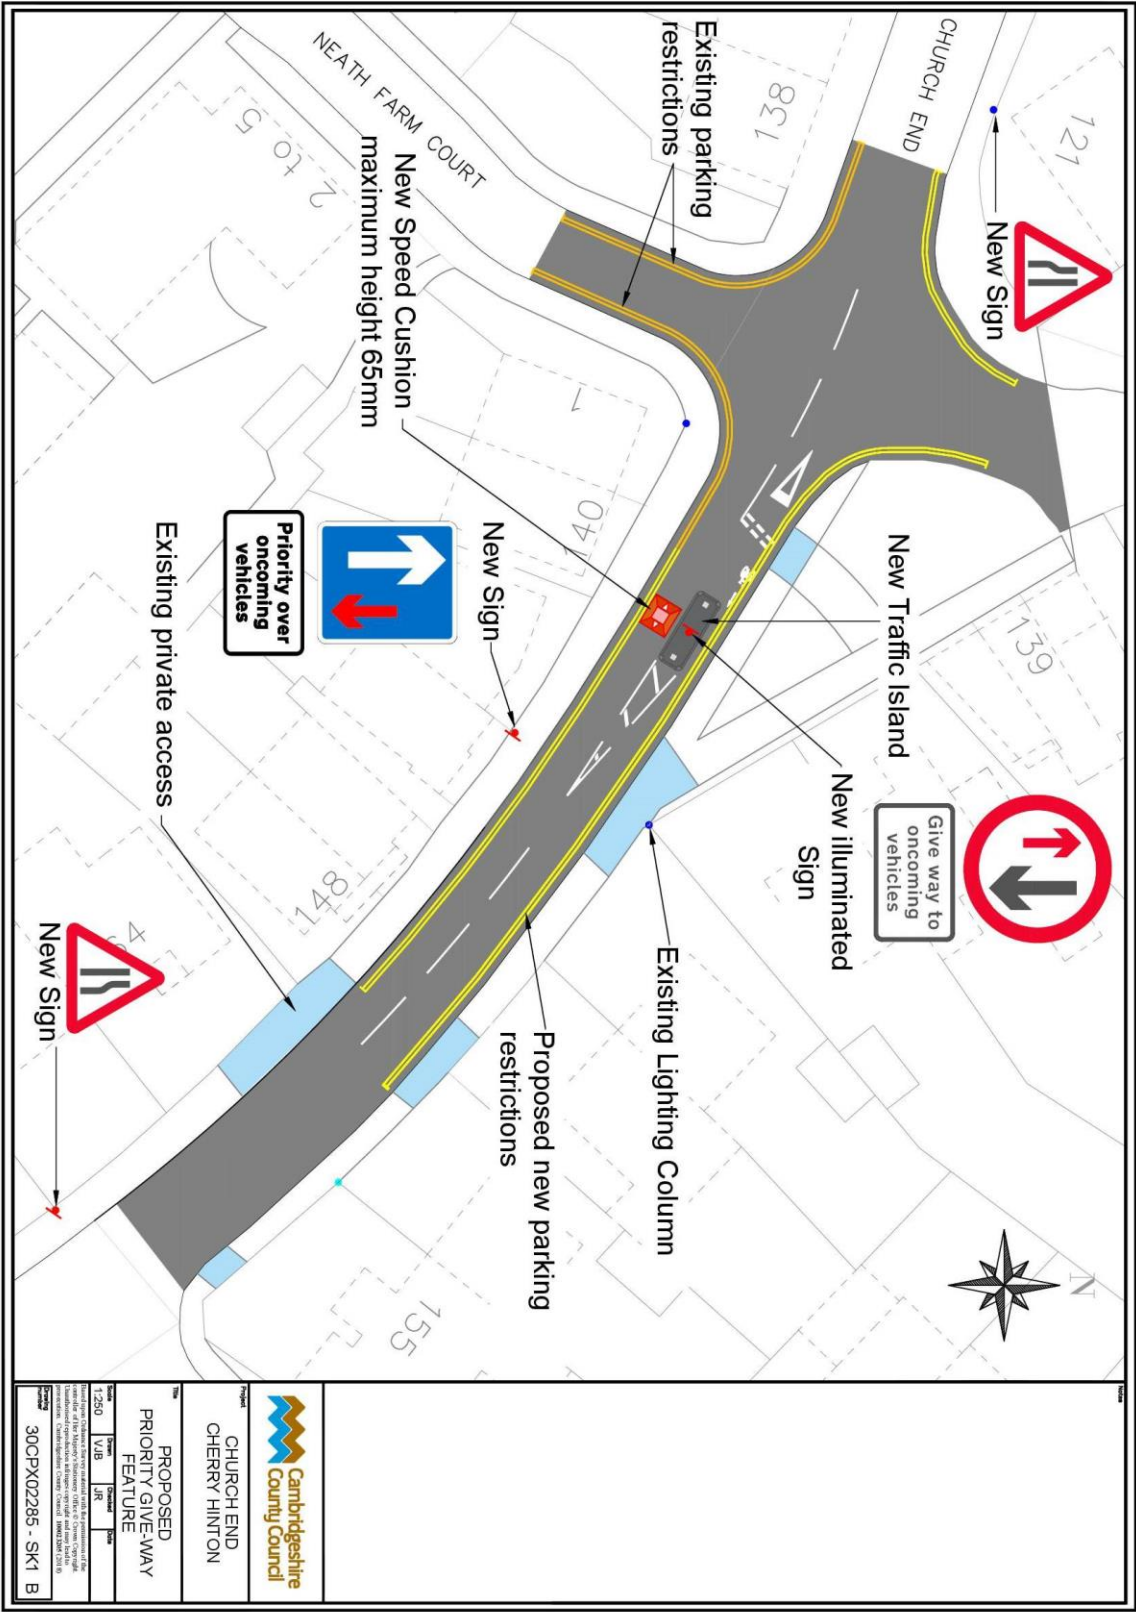 Notes
121
New Sign
CHURCH END
138
Existing parking
restrictions
NEATH FARM COURT
2 to 5
New Speed Cushion
maximum height 65mm
1
140
139
New Traffic Island
New illuminated
Sign
Give way to
oncoming
vehicles
New Sign
Priority over
oncoming
vehicles
Existing private access
Existing Lighting Column
Proposed new parking
restrictions
148
New Sign
155
N
Cambridgeshire
County Council
Project
CHURCH END
CHERRY HINTON
Title
PROPOSED
PRIORITY GIVE-WAY
FEATURE
Scale
1:250
Drawn
VJB
Checked
JR
Date
Drawing
number
30CPX02285 - SK1 B